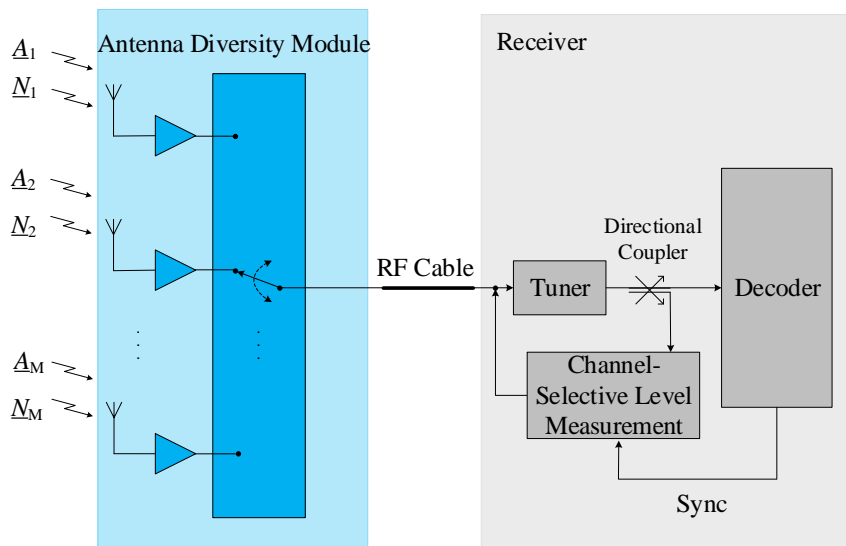 Antenna Diversity Module
A1
N1
A2
N2
AM
NM
RF Cable
Receiver
Tuner
Directional
Coupler
Decoder
Channel-
Selective Level
Measurement
Sync